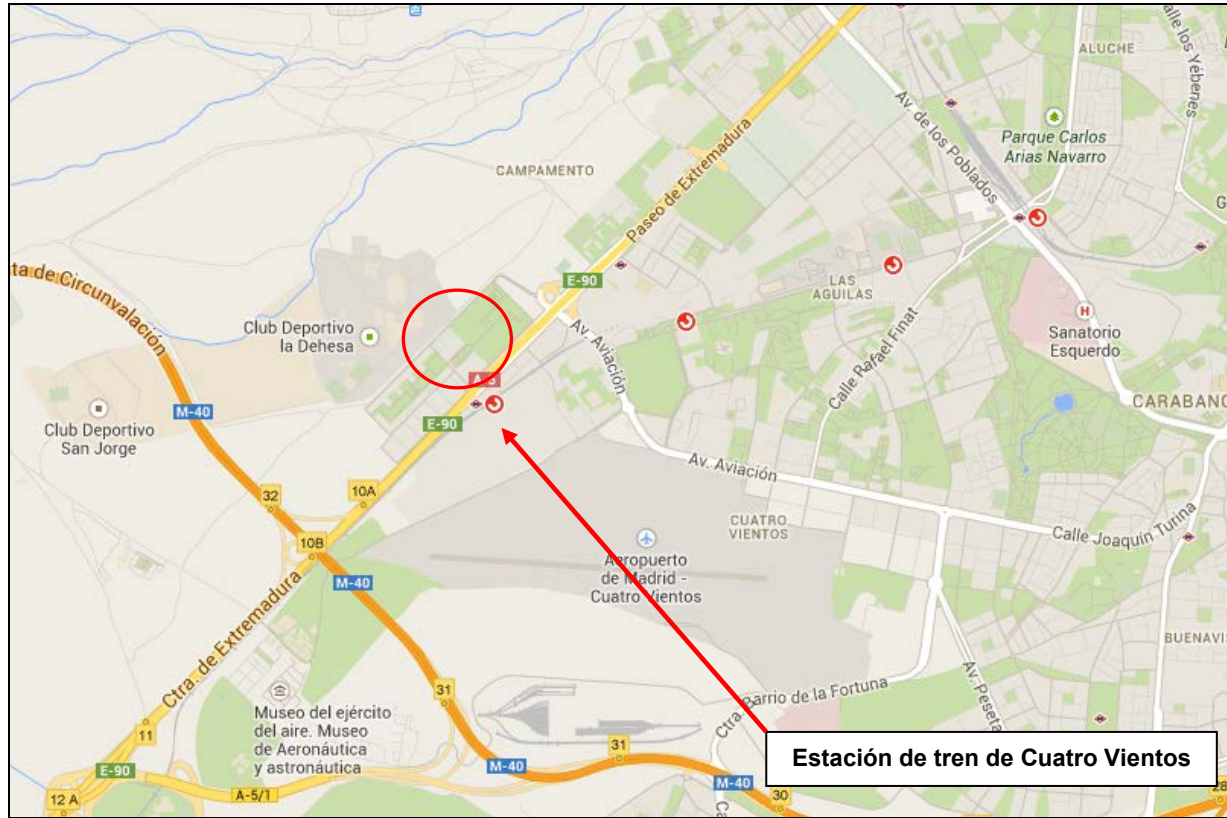 ALUCHE
Calle los Yébenes
Av. de los Poblados
Parque Carlos
Arias Navarro
CAMPAMENTO
Paseo de Extremadura
E-90
LAS
AGUILAS
H
Sanatorio
Esquerdo
ta de Circunvalación
Club Deportivo
la Dehesa
Av. Aviación
Calle Rafael Finat
A-5
CARABANC
M-40
Club Deportivo
San Jorge
E-90
Av. Aviación
32
10A
CUATRO
VIENTOS
Calle Joaquín Turina
10B
Aeropuerto
de Madrid -
Cuatro Vientos
M-40
Ctra. de Extremadura
BUENAVI
31
Ctra. Barrio de la Fortuna
Av. Peseta
Museo del ejército
del aire. Museo
de Aeronáutica
y astronáutica
11
31
Estación de tren de Cuatro Vientos
E-90
M-40
M-40
12 A
A-5/1
30
28